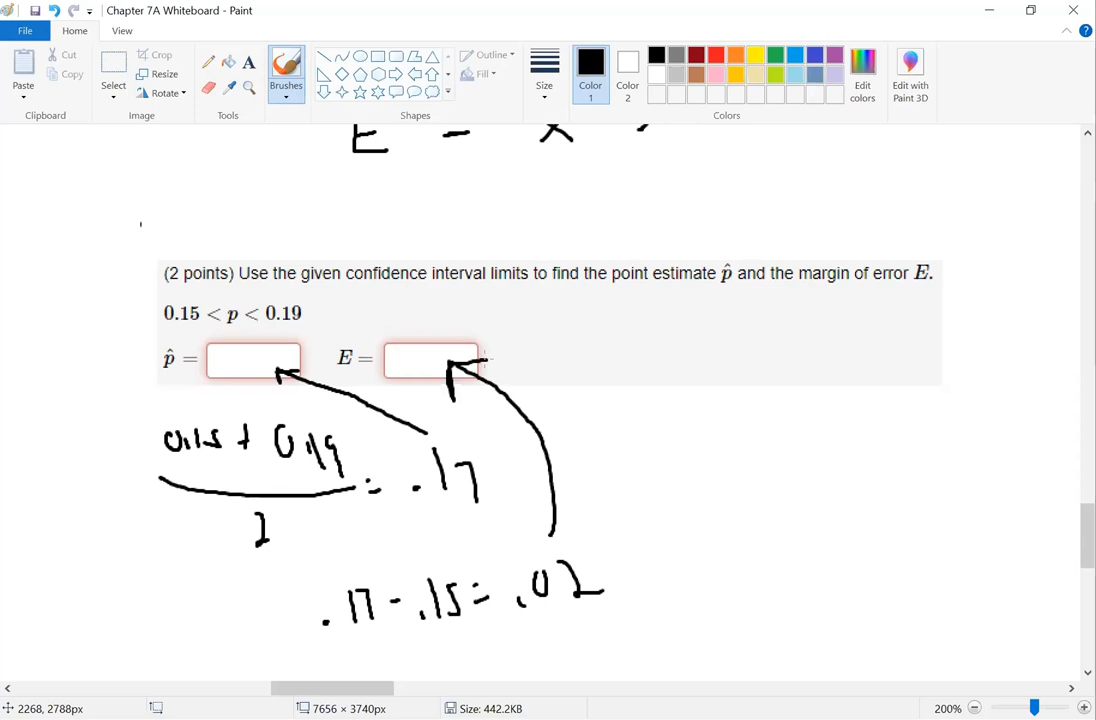 Chapter 7A Whiteboard - Paint
File Home View
Paste Cut Copy Select Crop Resize Rotate Brushes Outline Fill Size Color 1 Color 2 Edit colors Edit with Paint 3D
Clipboard Image Tools Shapes Colors
E = x
(2 points) Use the given confidence interval limits to find the point estimate p̂ and the margin of error E.
0.15 < p < 0.19
p̂ = E =
0.15 + 0.19
= .17
2
.17 - .15 = .02
2268, 2788px 7656 × 3740px Size: 442.2KB 200%